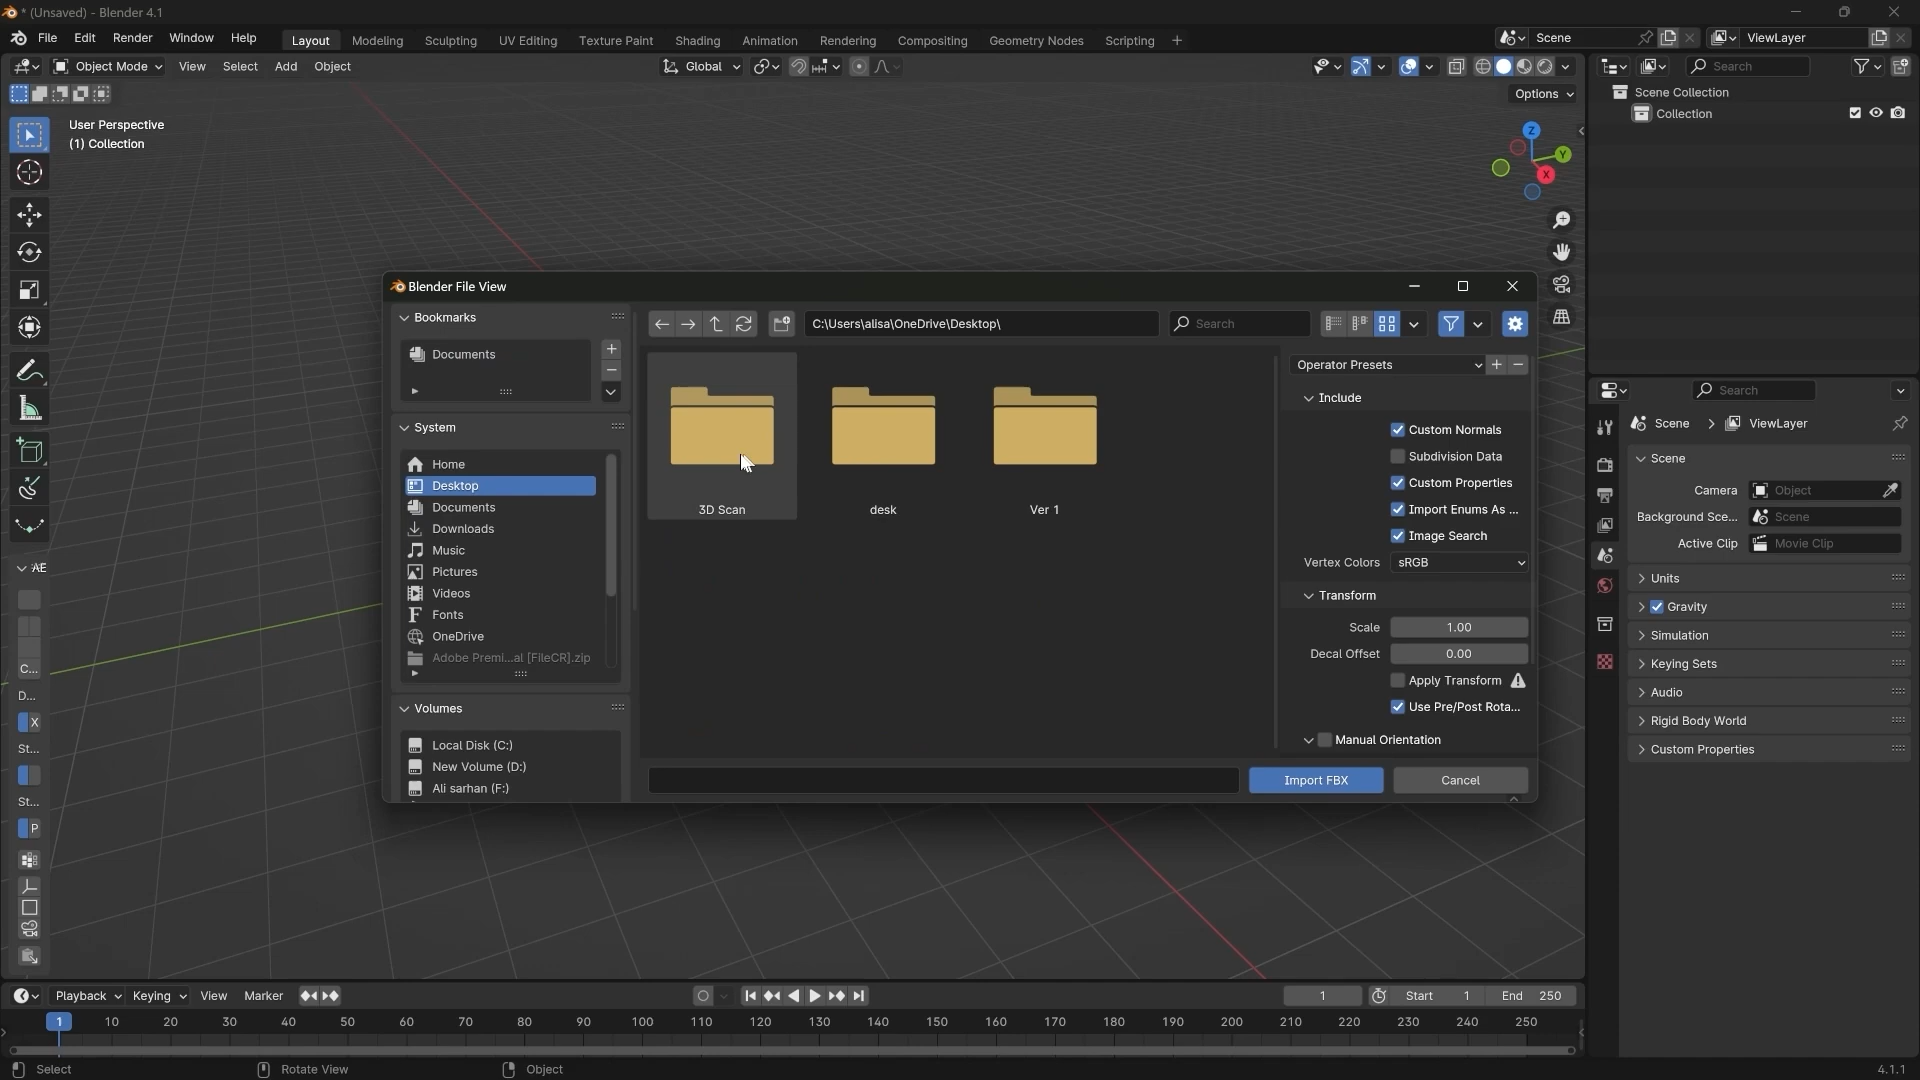 * (Unsaved) - Blender 4.1
File Edit Render Window Help Layout Modeling Sculpting UV Editing Texture Paint Shading Animation Rendering Compositing Geometry Nodes Scripting + Scene ViewLayer
Object Mode View Select Add Object Global Search
Options
User Perspective
(1) Collection
Scene Collection
Collection
Z
Y
X
Blender File View
Bookmarks
Documents
C:\Users\alisa\OneDrive\Desktop\ Search
System
Home
Desktop
Documents
Downloads
Music
Pictures
Videos
Fonts
OneDrive
Adobe Premi...al [FileCR].zip
Volumes
Local Disk (C:)
New Volume (D:)
Ali sarhan (F:)
3D Scan desk Ver 1
Operator Presets
Include
Custom Normals
Subdivision Data
Custom Properties
Import Enums As ...
Image Search
Vertex Colors sRGB
Transform
Scale 1.00
Decal Offset 0.00
Apply Transform
Use Pre/Post Rota...
Manual Orientation
Import FBX Cancel
Search
Scene > ViewLayer
Scene
Camera Object
Background Sce... Scene
Active Clip Movie Clip
Units
Gravity
Simulation
Keying Sets
Audio
Rigid Body World
Custom Properties
AE
C...
D...
X
St...
St...
P
Playback Keying View Marker 1 Start 1 End 250
1 10 20 30 40 50 60 70 80 90 100 110 120 130 140 150 160 170 180 190 200 210 220 230 240 250
Select Rotate View Object 4.1.1